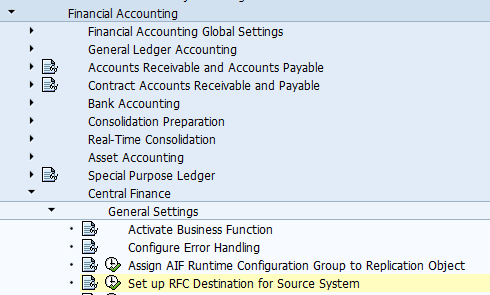 Financial Accounting
Financial Accounting Global Settings
General Ledger Accounting
Accounts Receivable and Accounts Payable
Contract Accounts Receivable and Payable
Bank Accounting
Consolidation Preparation
Real-Time Consolidation
Asset Accounting
Special Purpose Ledger
Central Finance
General Settings
Activate Business Function
Configure Error Handling
Assign AIF Runtime Configuration Group to Replication Object
Set up RFC Destination for Source System